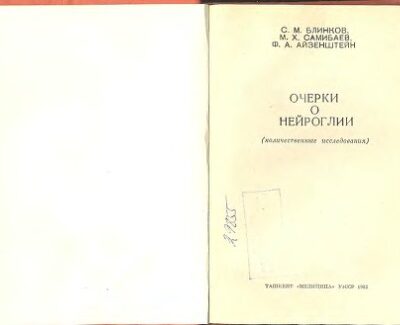 С. М. БЛИНКОВ,
М. Х. САМИБАЕВ,
Ф. А. АЙЗЕНШТЕЙН
ОЧЕРКИ
О
НЕЙРОГЛИИ
(количественные исследования)
ТАШКЕНТ «МЕДИЦИНА» УзССР